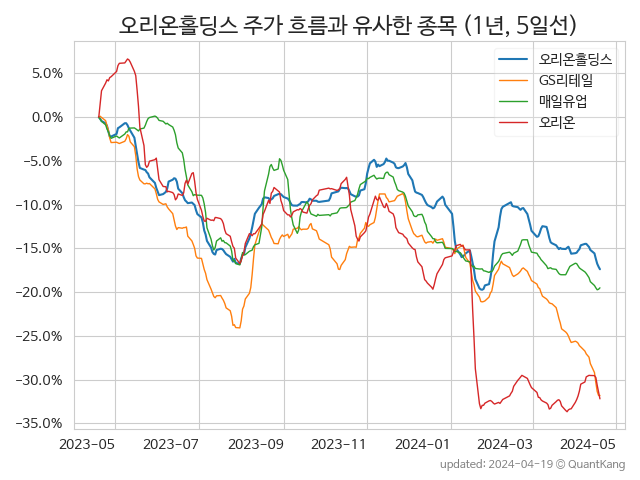 오리온홀딩스 주가 흐름과 유사한 종목 (1년, 5일선)
오리온홀딩스
GS리테일
매일유업
오리온
5.0%
0.0%
−5.0%
−10.0%
−15.0%
−20.0%
−25.0%
−30.0%
−35.0%
2023-05 2023-07 2023-09 2023-11 2024-01 2024-03 2024-05
updated: 2024-04-19 © QuantKang